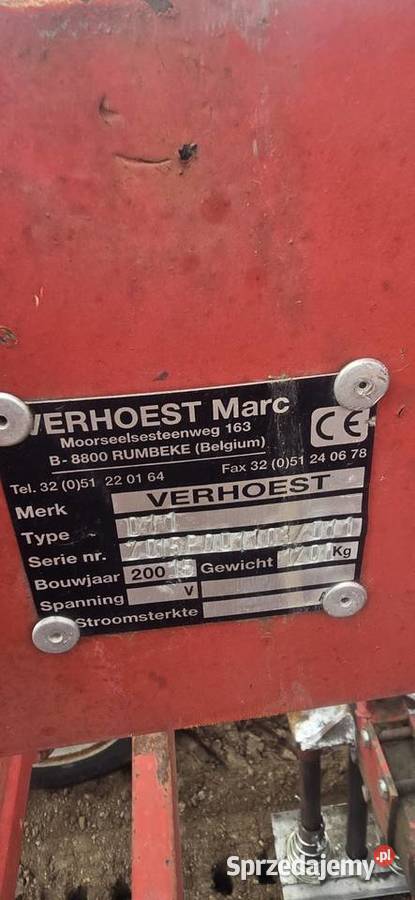 VERHOEST Marc
Moorseelsesteenweg 163
B-8800 RUMBEKE (Belgium)
Tel. 32 (0)51 22 01 64 Fax 32 (0)51 24 06 78
CE
Merk VERHOEST
Type
Serie nr.
Bouwjaar 200 Gewicht Kg
Spanning V
Stroomsterkte A
Sprzedajemy.pl